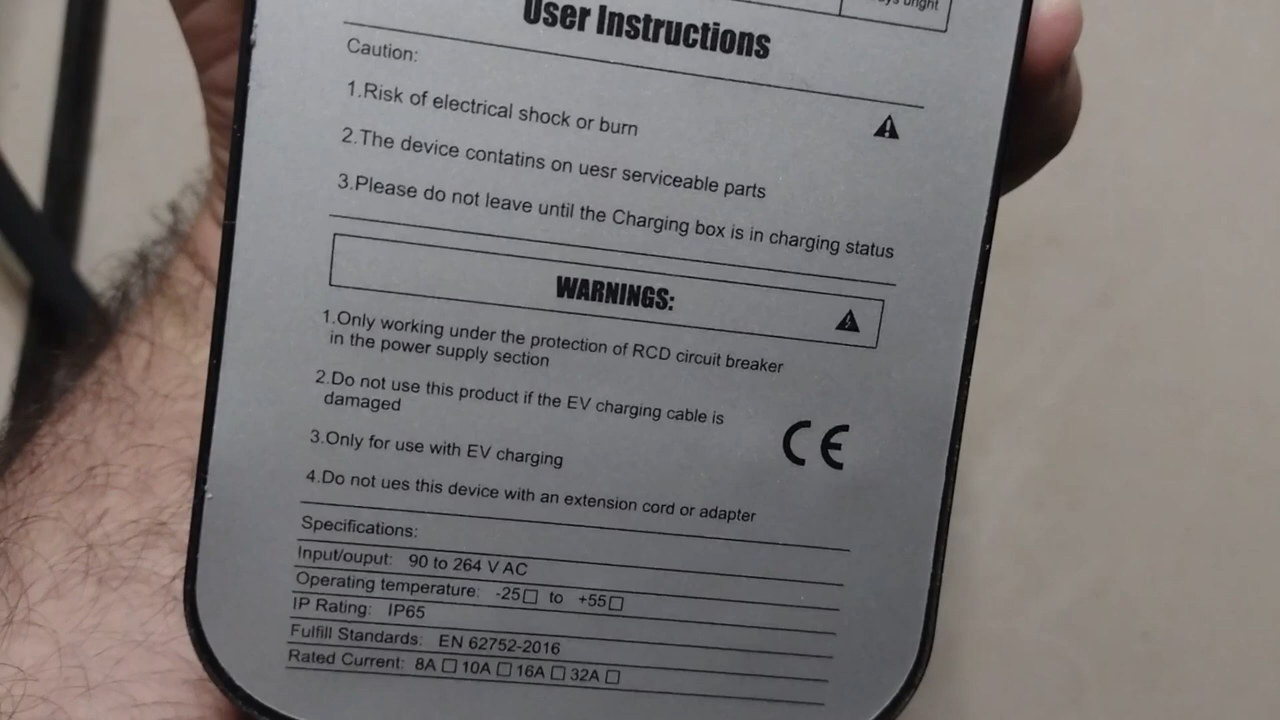 bright
User Instructions
Caution:
1.Risk of electrical shock or burn
2.The device contatins on uesr serviceable parts
3.Please do not leave until the Charging box is in charging status
WARNINGS:
1.Only working under the protection of RCD circuit breaker
in the power supply section
2.Do not use this product if the EV charging cable is
damaged
3.Only for use with EV charging
4.Do not ues this device with an extension cord or adapter
CE
Specifications:
Input/ouput: 90 to 264 V AC
Operating temperature: -25□ to +55□
IP Rating: IP65
Fulfill Standards: EN 62752-2016
Rated Current: 8A □ 10A □ 16A □ 32A □